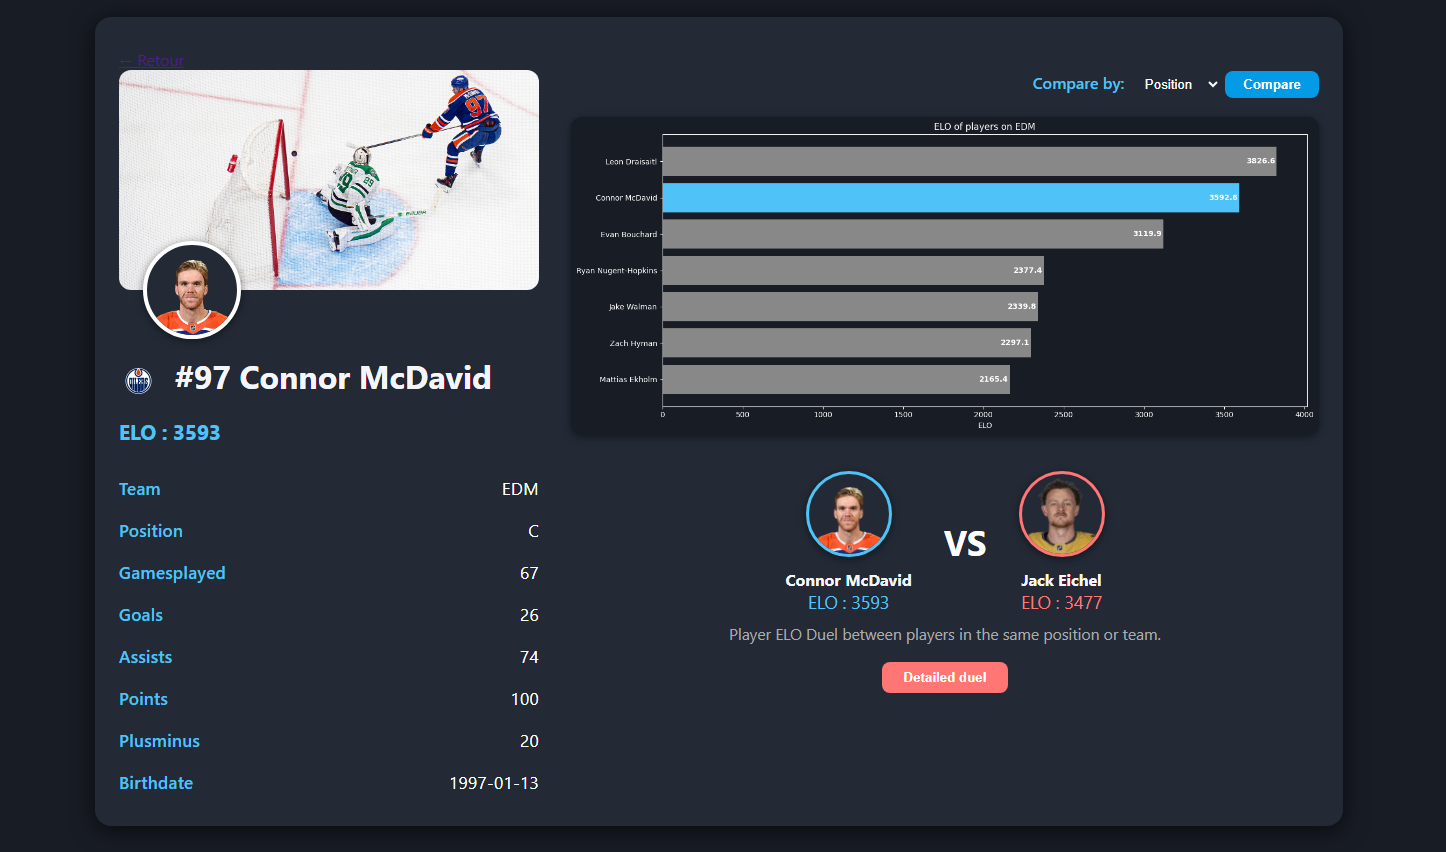 ← Retour
97
29
#97 Connor McDavid
ELO : 3593
Team EDM
Position C
Gamesplayed 67
Goals 26
Assists 74
Points 100
Plusminus 20
Birthdate 1997-01-13
Compare by: Position Compare
ELO of players on EDM
Leon Draisaitl 3826.6
Connor McDavid 3592.6
Evan Bouchard 3119.9
Ryan Nugent-Hopkins 2377.4
Jake Walman 2339.8
Zach Hyman 2297.1
Mattias Ekholm 2165.4
0 500 1000 1500 2000 2500 3000 3500 4000
ELO
VS
Connor McDavid Jack Eichel
ELO : 3593 ELO : 3477
Player ELO Duel between players in the same position or team.
Detailed duel